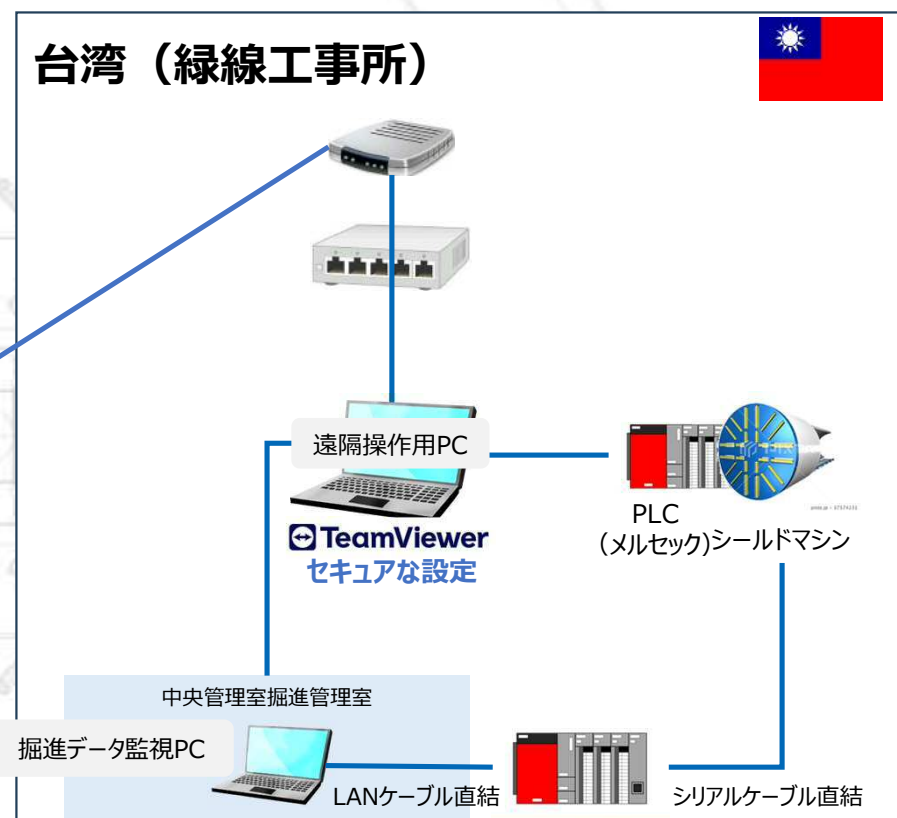 台湾（緑線工事所）
遠隔操作用PC
TeamViewer
セキュアな設定
PLC
（メルセック)シールドマシン
中央管理室掘進管理室
掘進データ監視PC
LANケーブル直結
シリアルケーブル直結